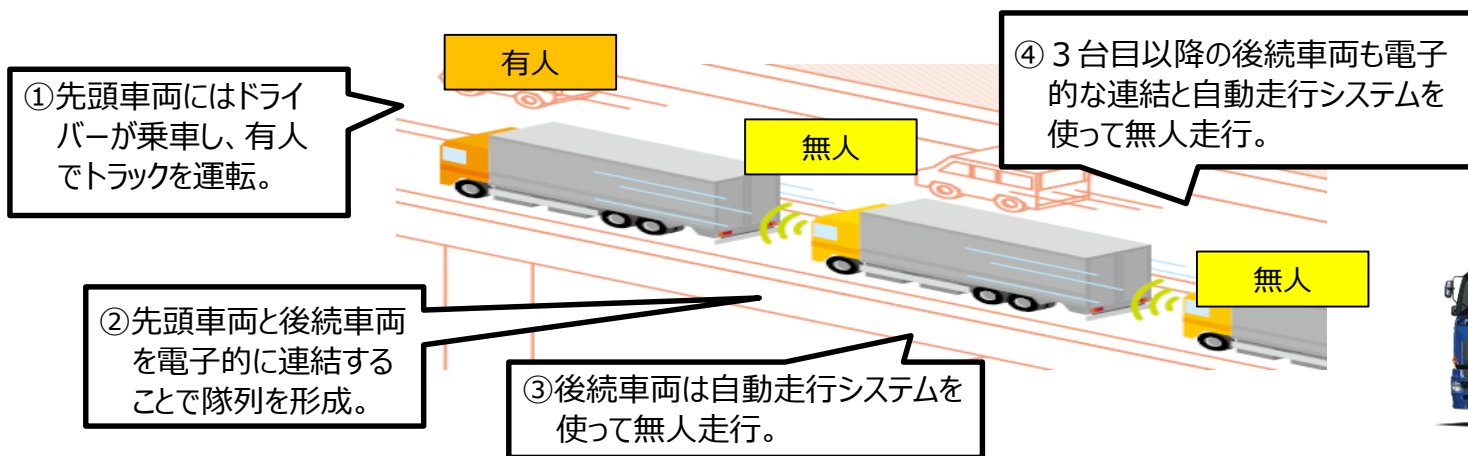 有人
①先頭車両にはドライ
バーが乗車し、有人
でトラックを運転。
無人
④３台目以降の後続車両も電子
的な連結と自動走行システムを
使って無人走行。
無人
②先頭車両と後続車両
を電子的に連結する
ことで隊列を形成。
③後続車両は自動走行システムを
使って無人走行。